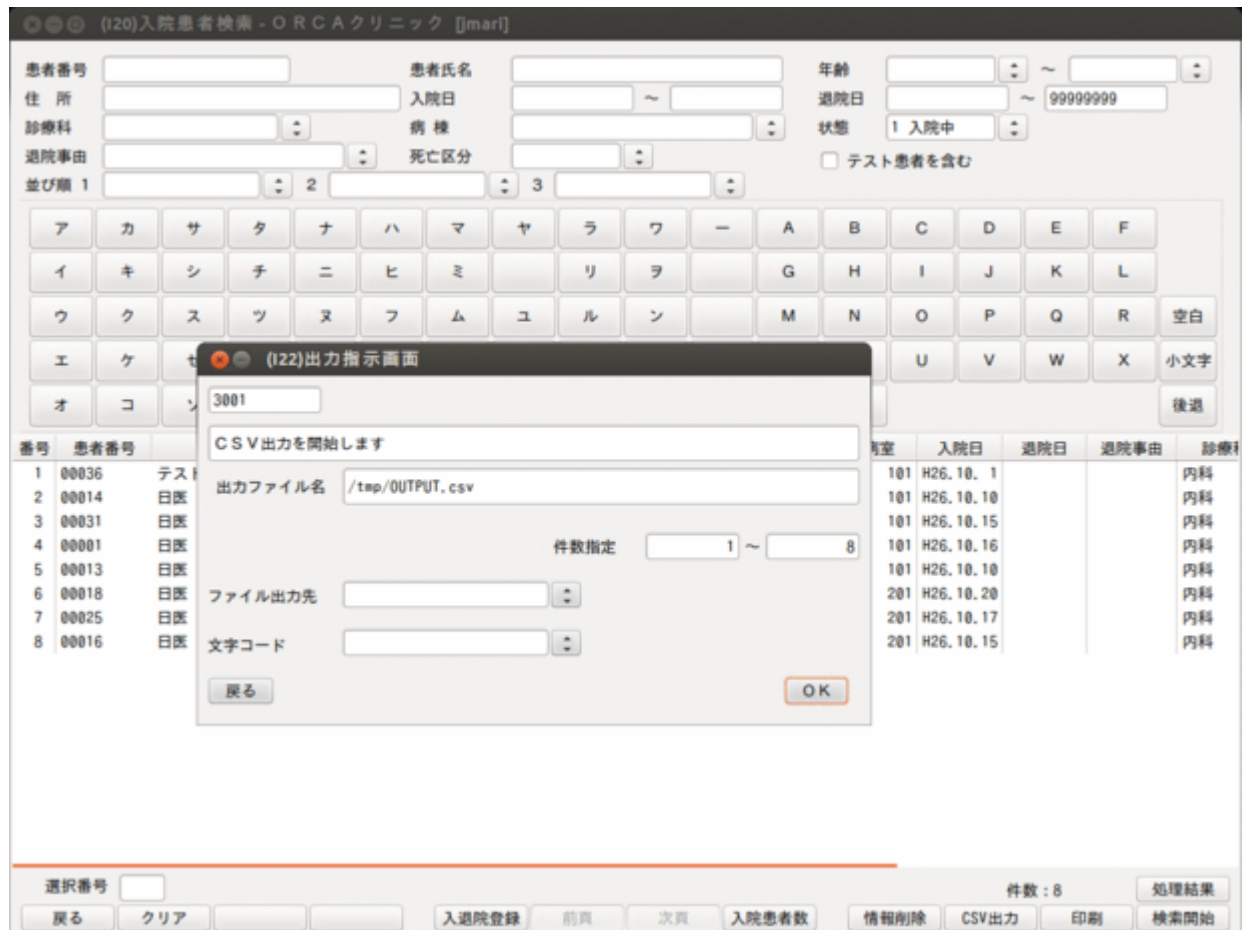 (I20)入院患者検索 - ＯＲＣＡクリニック [jmari]
患者番号 患者氏名 年齢 ～
住 所 入院日 ～ 退院日 ～ 99999999
診療科 病 棟 状態 1 入院中
退院事由 死亡区分 テスト患者を含む
並び順 1 2 3
ア カ サ タ ナ ハ マ ヤ ラ ワ ー A B C D E F
イ キ シ チ ニ ヒ ミ リ ヲ G H I J K L
ウ ク ス ツ ヌ フ ム ユ ル ン M N O P Q R 空白
エ ケ U V W X 小文字
オ コ 後退
(I22)出力指示画面
3001
ＣＳＶ出力を開始します
出力ファイル名 /tmp/OUTPUT.csv
件数指定 1 ～ 8
ファイル出力先
文字コード
戻る ＯＫ
番号 患者番号 入院日 退院日 退院事由
1 00036 101 H26.10. 1 内科
2 00014 日医 101 H26.10.10 内科
3 00031 日医 101 H26.10.15 内科
4 00001 日医 101 H26.10.16 内科
5 00013 日医 101 H26.10.10 内科
6 00018 日医 201 H26.10.20 内科
7 00025 日医 201 H26.10.17 内科
8 00016 日医 201 H26.10.15 内科
選択番号 件数：8 処理結果
戻る クリア 入退院登録 前頁 次頁 入院患者数 情報削除 CSV出力 印刷 検索開始